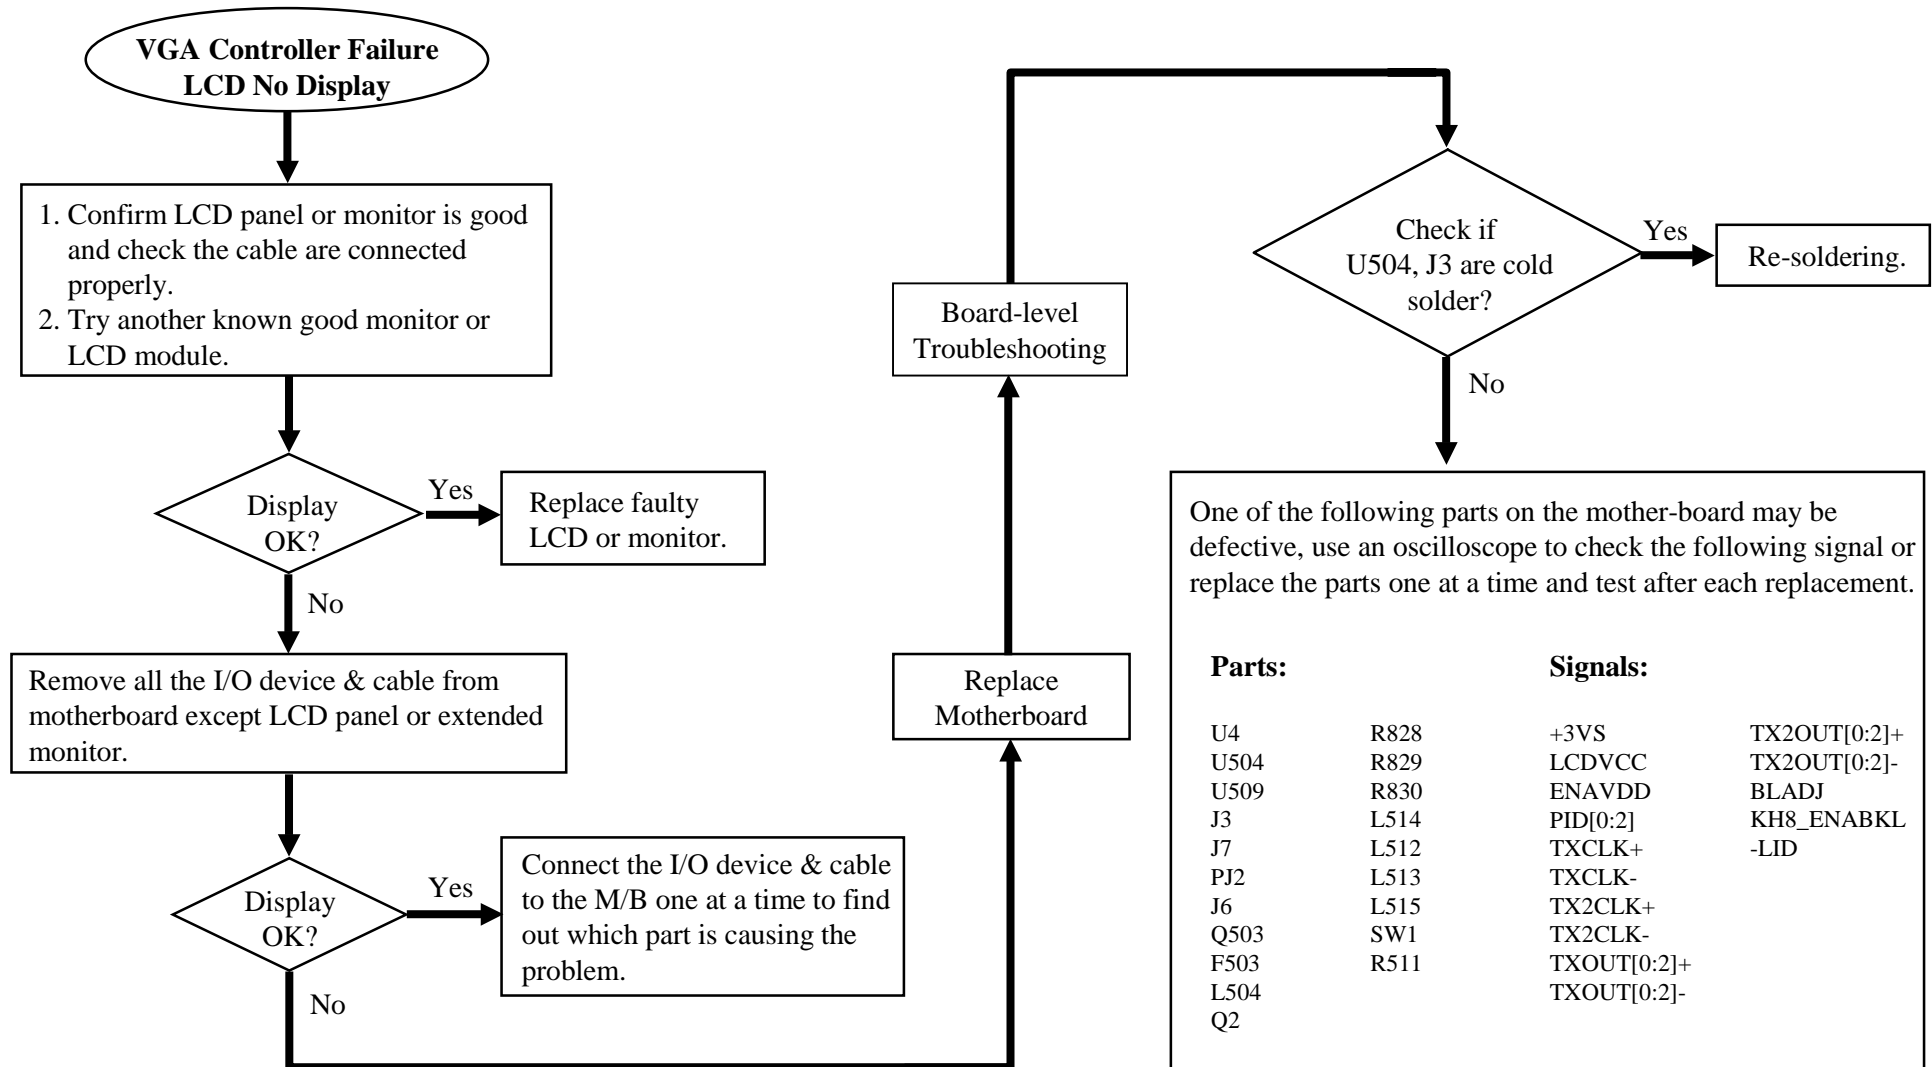 VGA Controller Failure
LCD No Display
1. Confirm LCD panel or monitor is good
and check the cable are connected
properly.
2. Try another known good monitor or
LCD module.
Display
OK?
Yes
Replace faulty
LCD or monitor.
No
Remove all the I/O device & cable from
motherboard except LCD panel or extended
monitor.
Display
OK?
Yes
Connect the I/O device & cable
to the M/B one at a time to find
out which part is causing the
problem.
No
Replace
Motherboard
Board-level
Troubleshooting
Check if
U504, J3 are cold
solder?
Yes
Re-soldering.
No
One of the following parts on the mother-board may be
defective, use an oscilloscope to check the following signal or
replace the parts one at a time and test after each replacement.
Parts:
U4
U504
U509
J3
J7
PJ2
J6
Q503
F503
L504
Q2
R828
R829
R830
L514
L512
L513
L515
SW1
R511
Signals:
+3VS
LCDVCC
ENAVDD
PID[0:2]
TXCLK+
TXCLK-
TX2CLK+
TX2CLK-
TXOUT[0:2]+
TXOUT[0:2]-
TX2OUT[0:2]+
TX2OUT[0:2]-
BLADJ
KH8_ENABKL
-LID